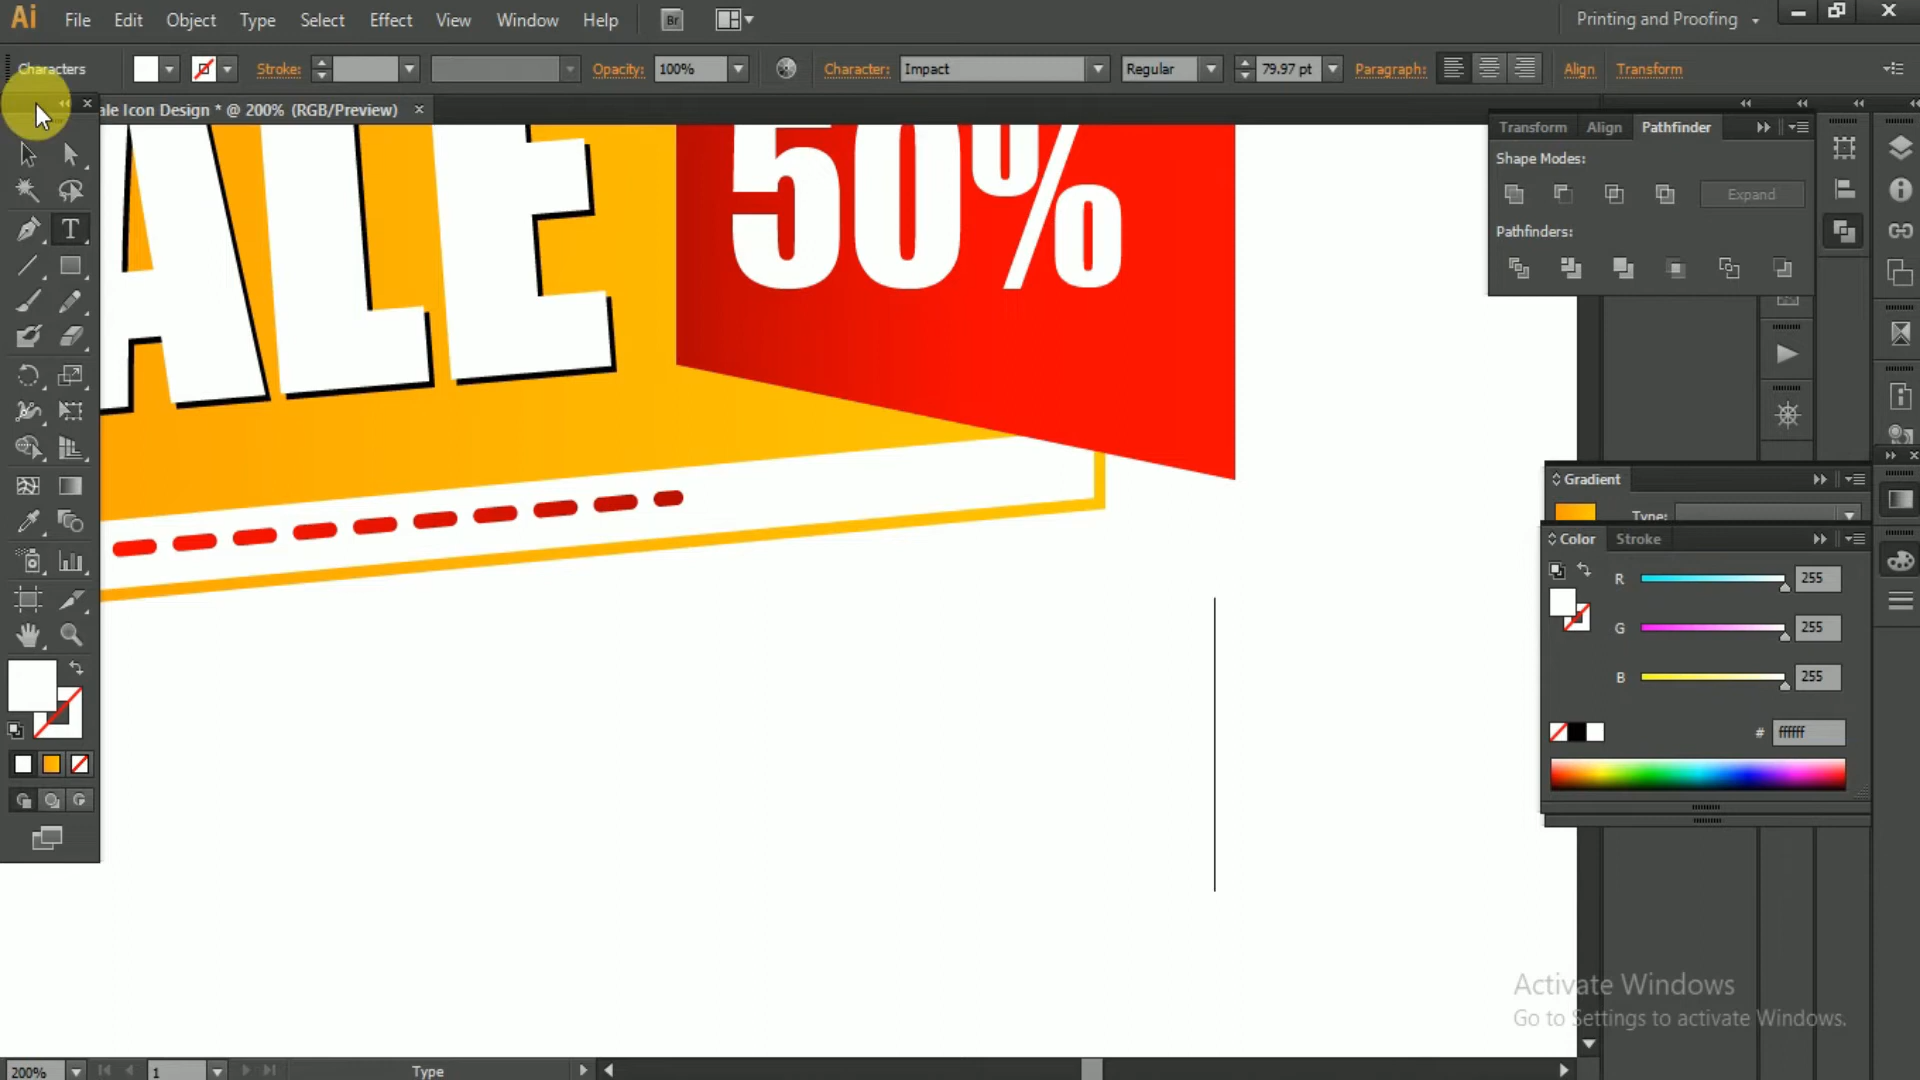 Ai File Edit Object Type Select Effect View Window Help Br Printing and Proofing
Characters Stroke: Opacity: 100% Character: Impact Regular 79.97 pt Paragraph: Align Transform
ale Icon Design * @ 200% (RGB/Preview)
Transform Align Pathfinder
Shape Modes:
Expand
Pathfinders:
ALE
50%
T
Gradient
Type:
Color Stroke
R 255
G 255
B 255
# ffffff
Activate Windows
Go to Settings to activate Windows.
200% 1 Type